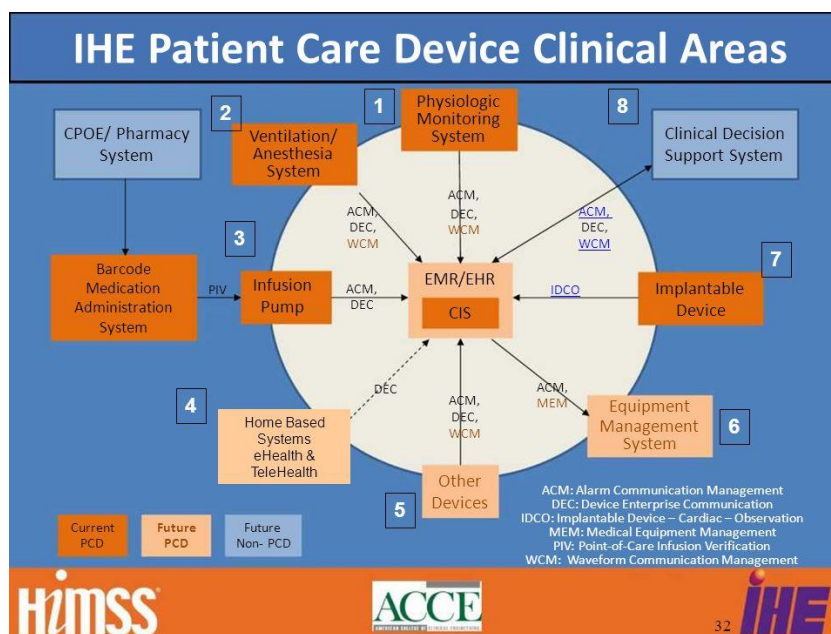 IHE Patient Care Device Clinical Areas
1
Physiologic
Monitoring
System
2
Ventilation/
Anesthesia
System
CPOE/ Pharmacy
System
8
Clinical Decision
Support System
ACM,
DEC,
WCM
ACM,
DEC,
WCM
ACM,
DEC,
WCM
3
Barcode
Medication
Administration
System
PIV
Infusion
Pump
ACM,
DEC
EMR/EHR
CIS
IDCO
7
Implantable
Device
4
DEC
Home Based
Systems
eHealth &
TeleHealth
ACM,
DEC,
WCM
5
Other
Devices
ACM,
MEM
Equipment
Management
System
6
Current
PCD
Future
PCD
Future
Non- PCD
ACM: Alarm Communication Management
DEC: Device Enterprise Communication
IDCO: Implantable Device – Cardiac – Observation
MEM: Medical Equipment Management
PIV: Point-of-Care Infusion Verification
WCM: Waveform Communication Management
HiMSS
ACCE
AMERICAN COLLEGE OF CLINICAL ENGINEERING
32
IHE